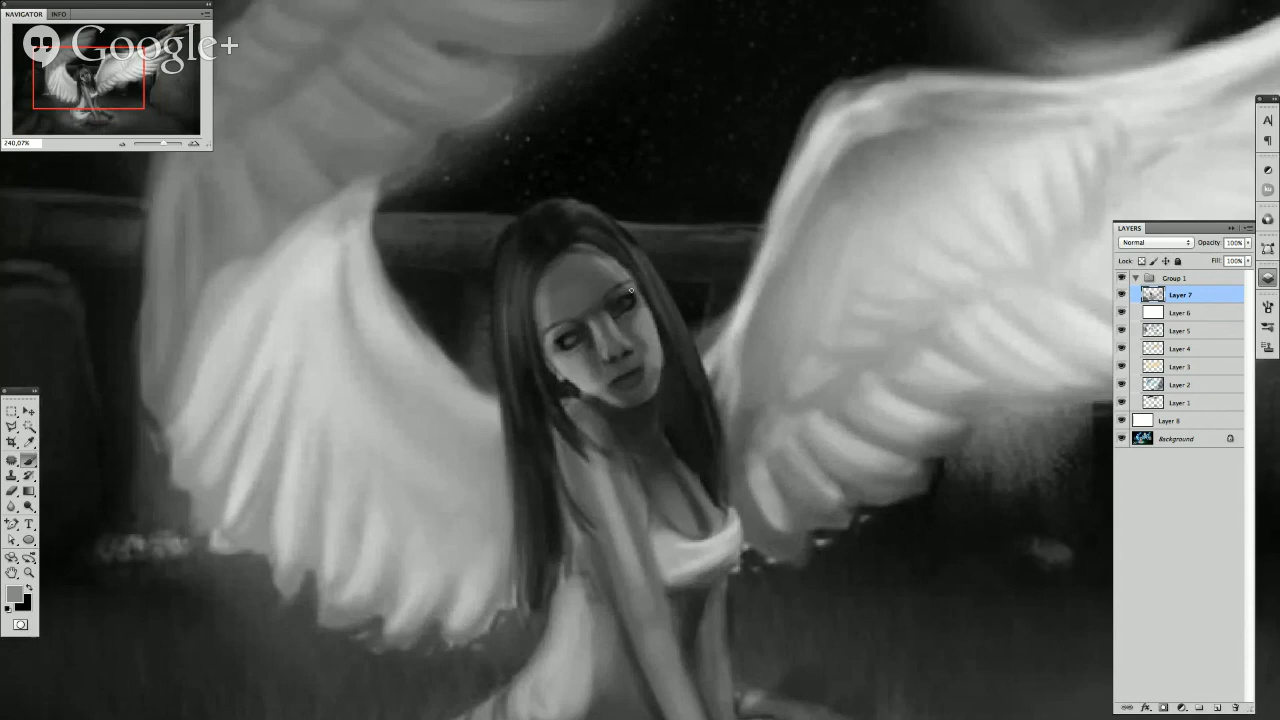 NAVIGATOR INFO
Google+
240,07%
LAYERS
Normal Opacity: 100%
Lock: Fill: 100%
Group 1
Layer 7
Layer 6
Layer 5
Layer 4
Layer 3
Layer 2
Layer 1
Layer 8
Background